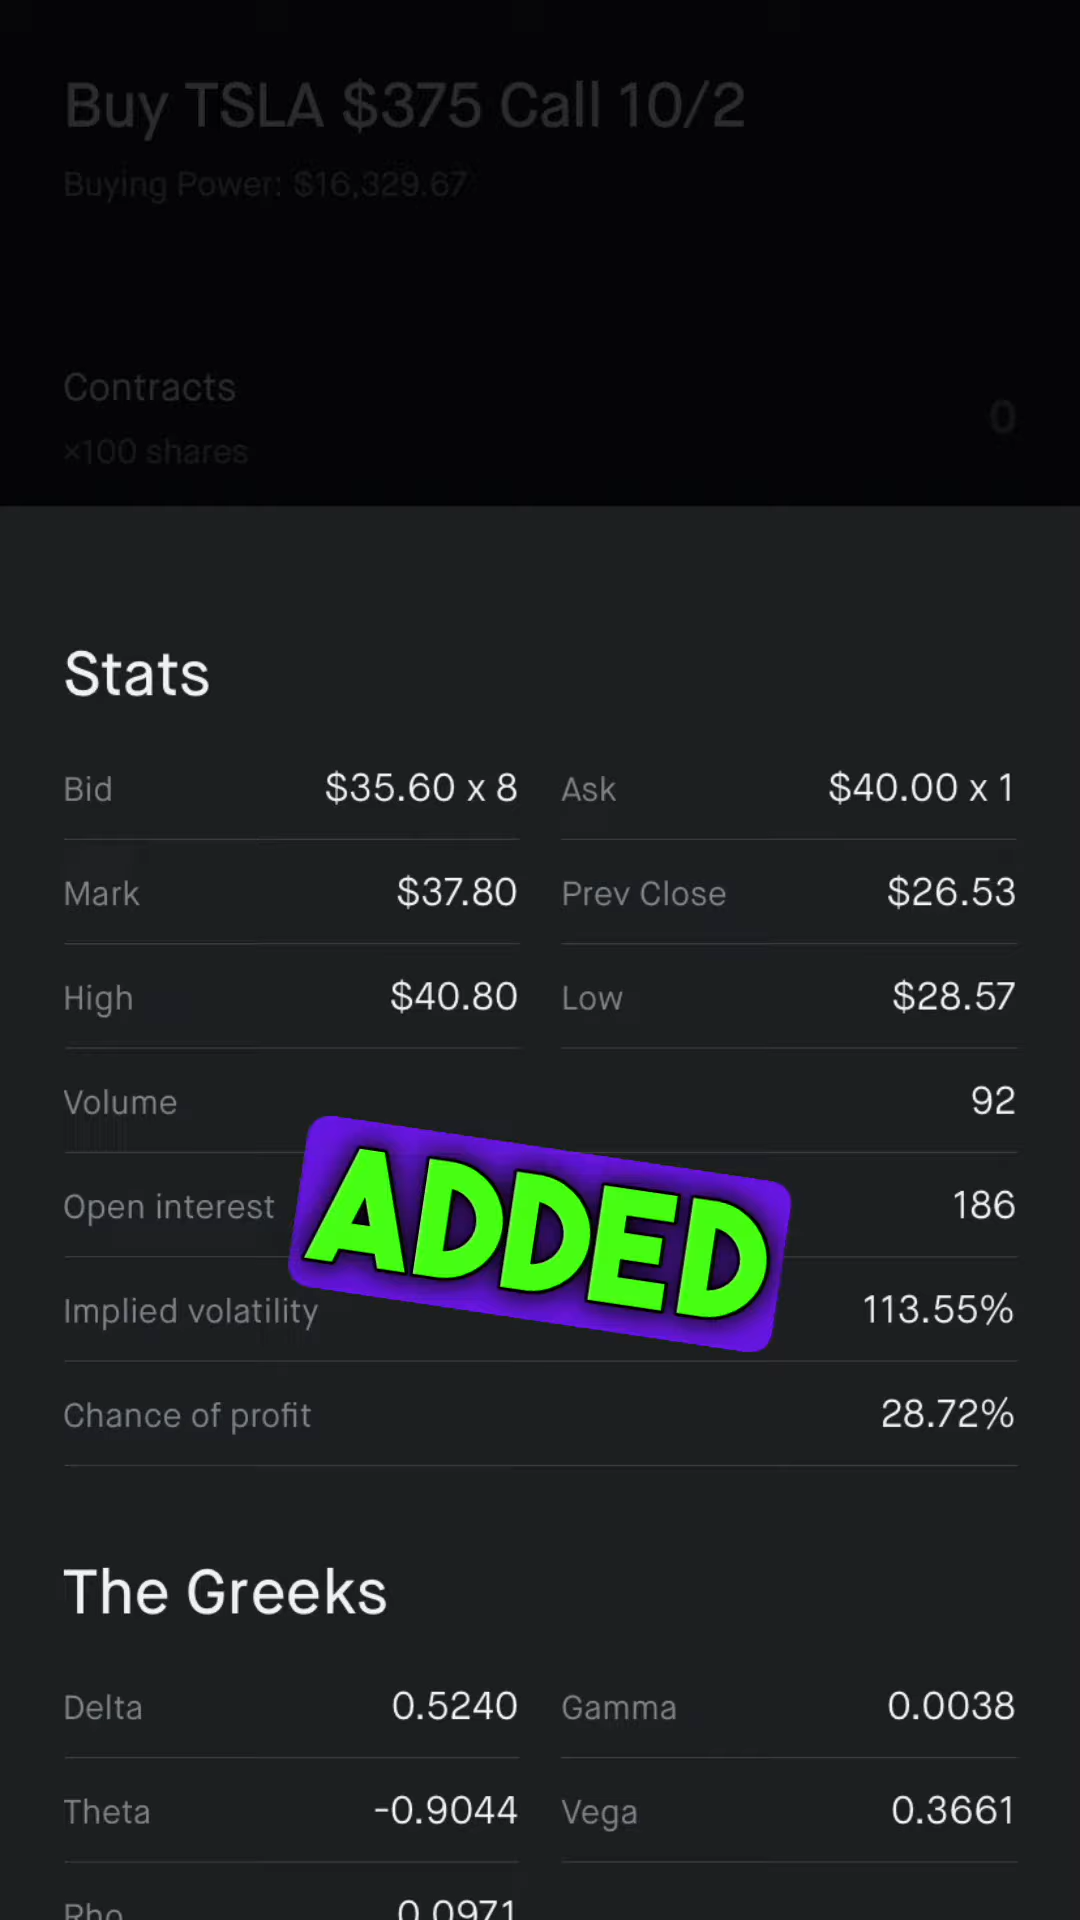 Buy TSLA $375 Call 10/2
Buying Power: $16,329.67
Contracts
0
×100 shares
Stats
Bid $35.60 x 8 Ask $40.00 x 1
Mark $37.80 Prev Close $26.53
High $40.80 Low $28.57
Volume 92
ADDED
Open interest 186
Implied volatility 113.55%
Chance of profit 28.72%
The Greeks
Delta 0.5240 Gamma 0.0038
Theta -0.9044 Vega 0.3661
Rho 0.0971